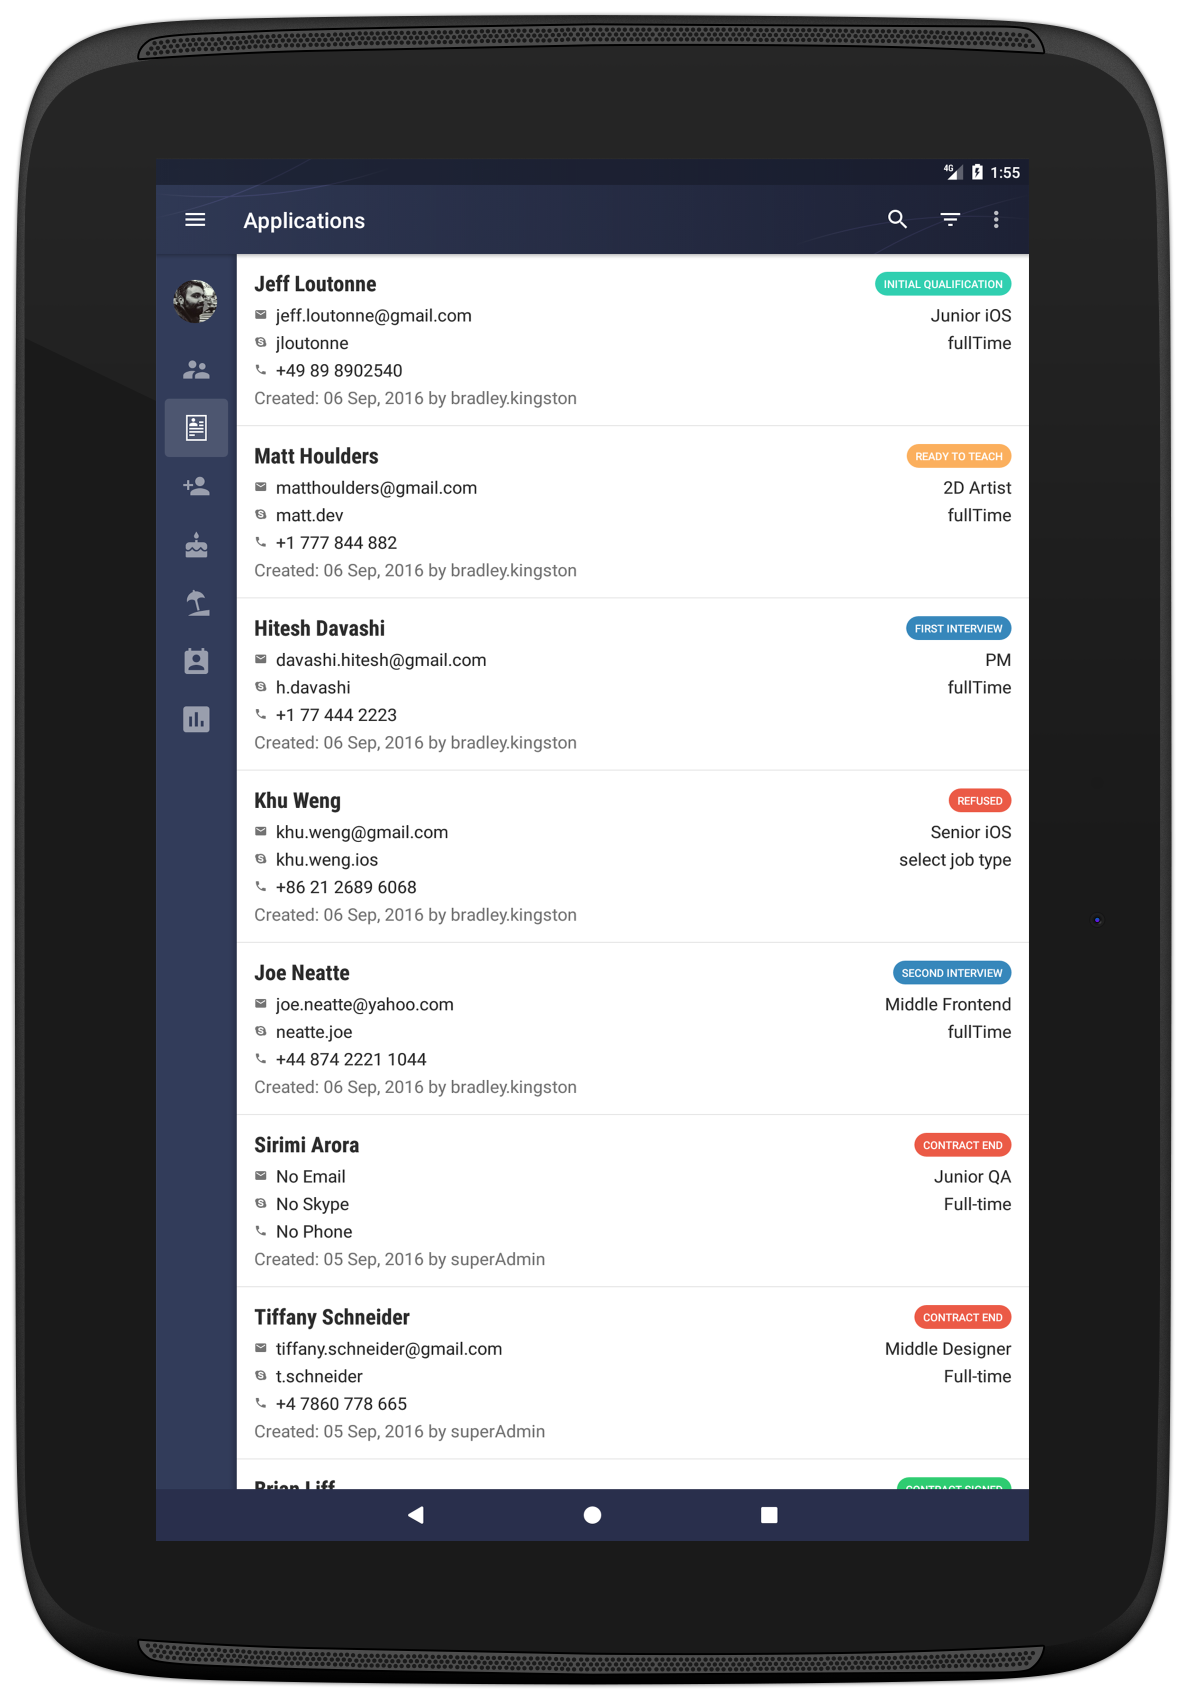 4G 1:55
Applications
Jeff Loutonne INITIAL QUALIFICATION
jeff.loutonne@gmail.com Junior iOS
jloutonne fullTime
+49 89 8902540
Created: 06 Sep, 2016 by bradley.kingston
Matt Houlders READY TO TEACH
matthoulders@gmail.com 2D Artist
matt.dev fullTime
+1 777 844 882
Created: 06 Sep, 2016 by bradley.kingston
Hitesh Davashi FIRST INTERVIEW
davashi.hitesh@gmail.com PM
h.davashi fullTime
+1 77 444 2223
Created: 06 Sep, 2016 by bradley.kingston
Khu Weng REFUSED
khu.weng@gmail.com Senior iOS
khu.weng.ios select job type
+86 21 2689 6068
Created: 06 Sep, 2016 by bradley.kingston
Joe Neatte SECOND INTERVIEW
joe.neatte@yahoo.com Middle Frontend
neatte.joe fullTime
+44 874 2221 1044
Created: 06 Sep, 2016 by bradley.kingston
Sirimi Arora CONTRACT END
No Email Junior QA
No Skype Full-time
No Phone
Created: 05 Sep, 2016 by superAdmin
Tiffany Schneider CONTRACT END
tiffany.schneider@gmail.com Middle Designer
t.schneider Full-time
+4 7860 778 665
Created: 05 Sep, 2016 by superAdmin
Brian Liff CONTRACT SIGNED